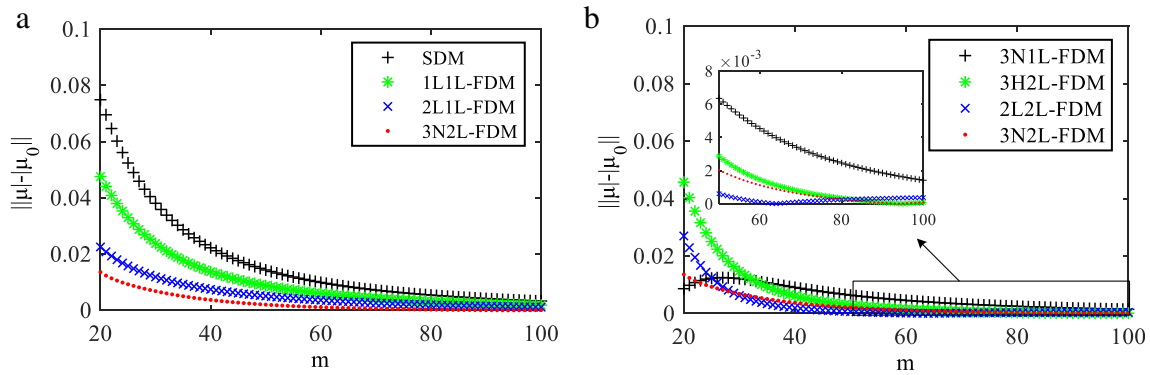 a
0.1
0.08
0.06
0.04
0.02
0
||μ|-|μ₀||
20
40
60
80
100
m
SDM
1L1L-FDM
2L1L-FDM
3N2L-FDM
b
0.1
0.08
0.06
0.04
0.02
0
||μ|-|μ₀||
20
40
60
80
100
m
×10⁻³
8
6
4
2
0
60
80
100
3N1L-FDM
3H2L-FDM
2L2L-FDM
3N2L-FDM